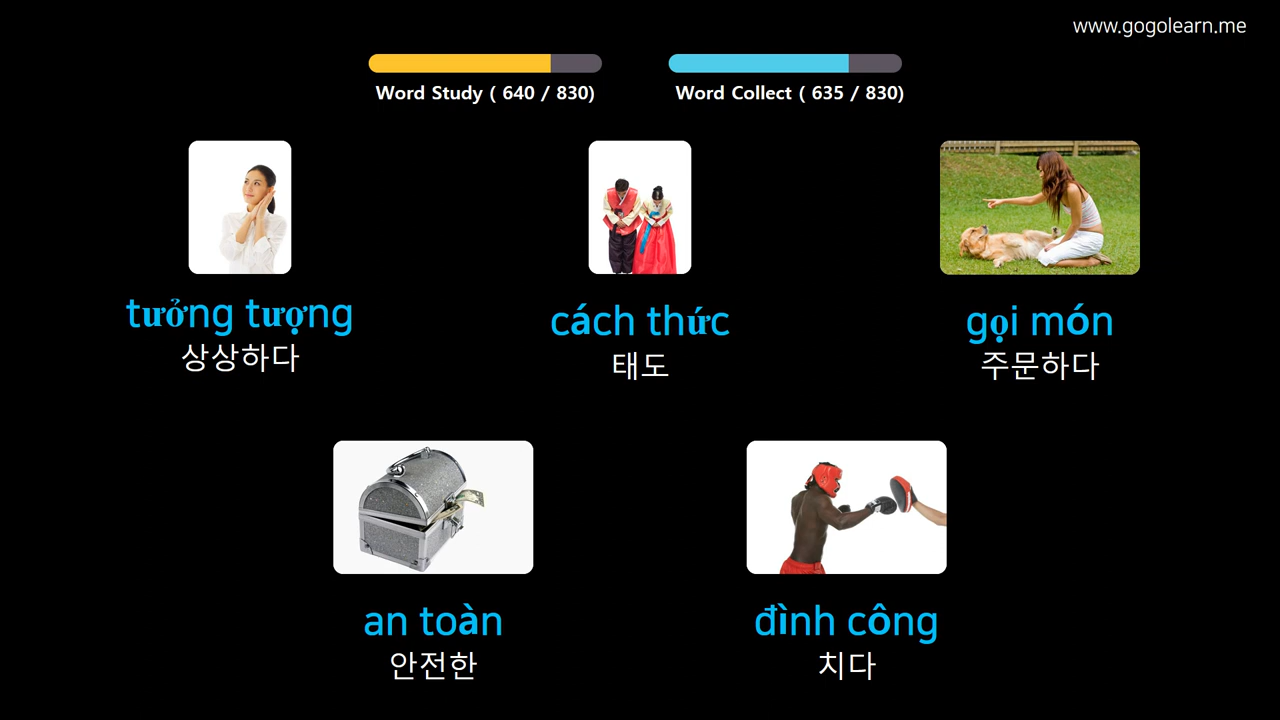 www.gogolearn.me
Word Study ( 640 / 830)
Word Collect ( 635 / 830)
tưởng tượng
상상하다
cách thức
태도
gọi món
주문하다
an toàn
안전한
đình công
치다